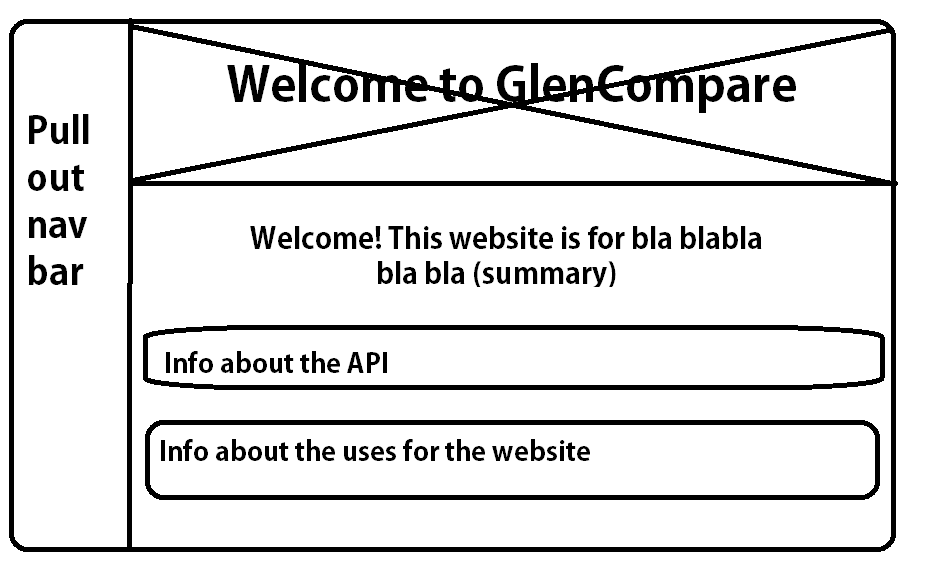 Welcome to GlenCompare
Pull
out
nav
bar
Welcome! This website is for bla blabla
bla bla (summary)
Info about the API
Info about the uses for the website